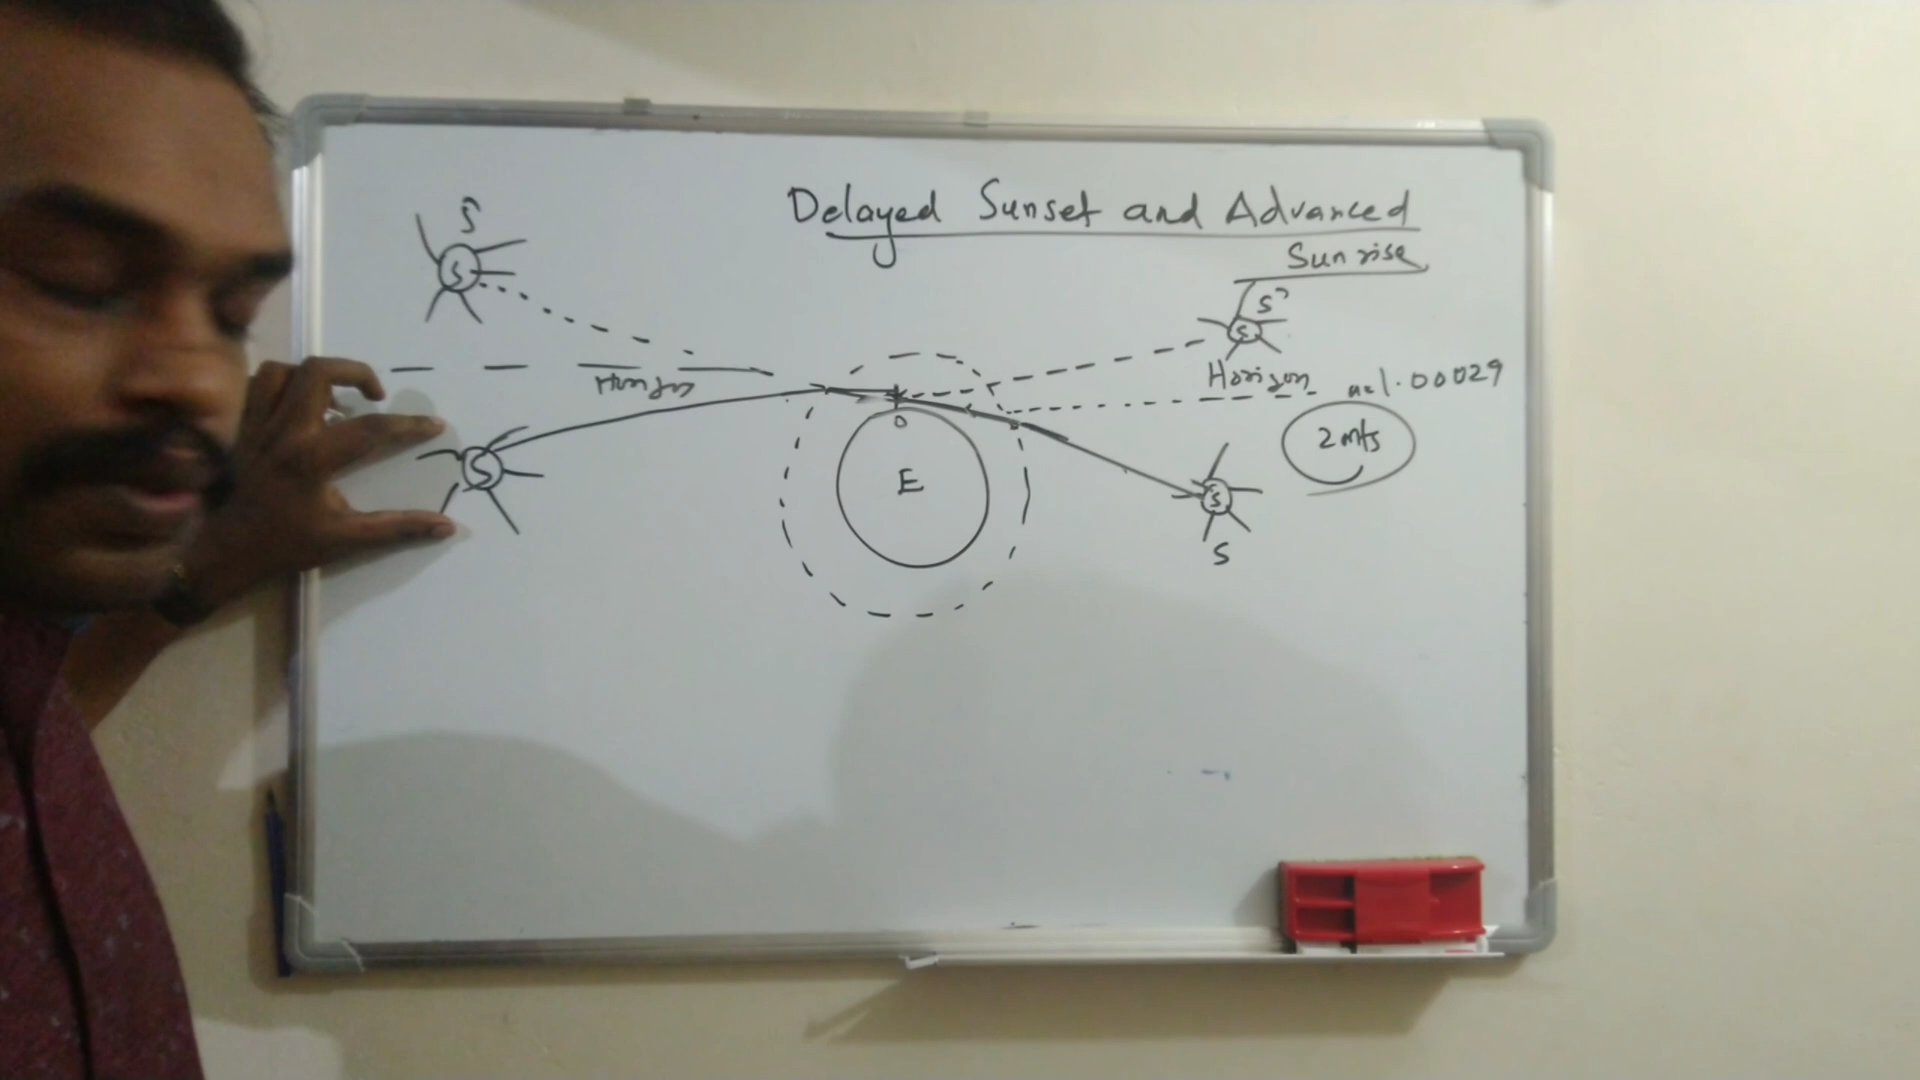 Delayed Sunset and Advanced
Sunrise
S'
S
S'
S
Horizon
Horizon n=1.00029
2 mts
O
S
E
S
S